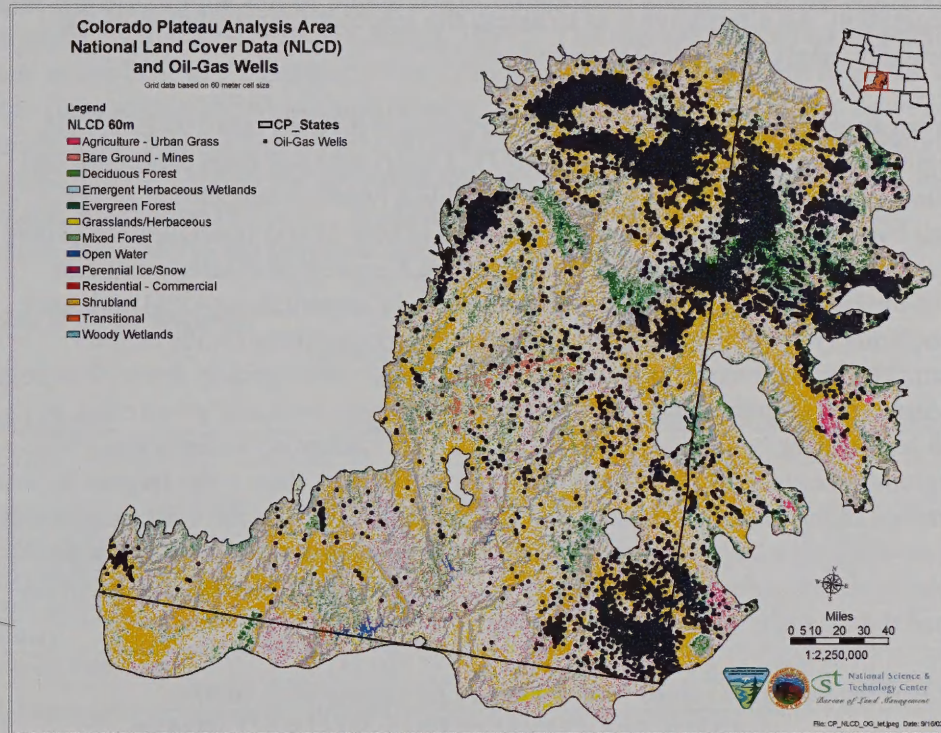 Colorado Plateau Analysis Area
National Land Cover Data (NLCD)
and Oil-Gas Wells
Grid data based on 60 meter cell size
Legend
NLCD 60m
Agriculture - Urban Grass
Bare Ground - Mines
Deciduous Forest
Emergent Herbaceous Wetlands
Evergreen Forest
Grasslands/Herbaceous
Mixed Forest
Open Water
Perennial Ice/Snow
Residential - Commercial
Shrubland
Transitional
Woody Wetlands
CP_States
Oil-Gas Wells
N
Miles
0 5 10 20 30 40
1:2,250,000
st National Science &
Technology Center
Bureau of Land Management